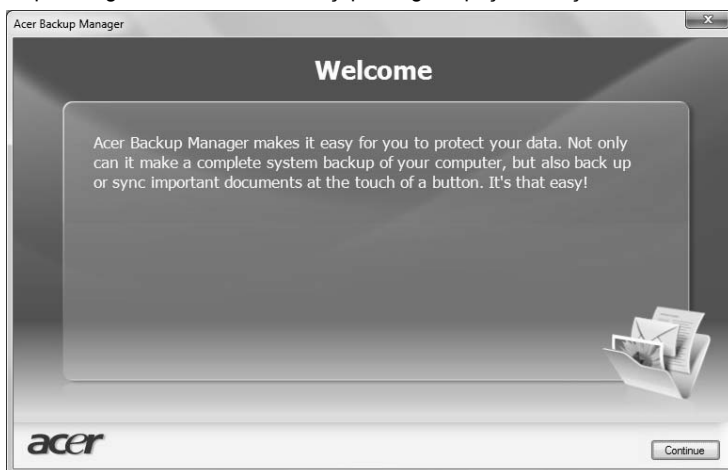 Acer Backup Manager
x
Welcome
Acer Backup Manager makes it easy for you to protect your data. Not only
can it make a complete system backup of your computer, but also back up
or sync important documents at the touch of a button. It's that easy!
acer
Continue